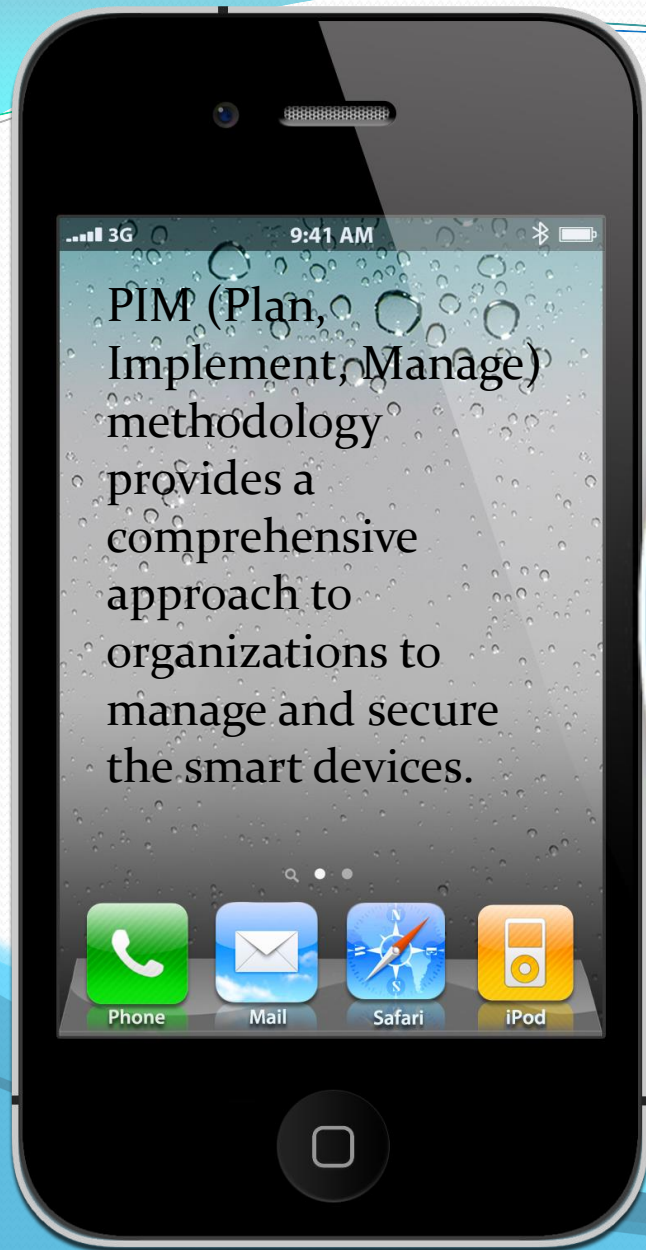 3G 9:41 AM
PIM (Plan,
Implement, Manage)
methodology
provides a
comprehensive
approach to
organizations to
manage and secure
the smart devices.
Phone Mail Safari iPod